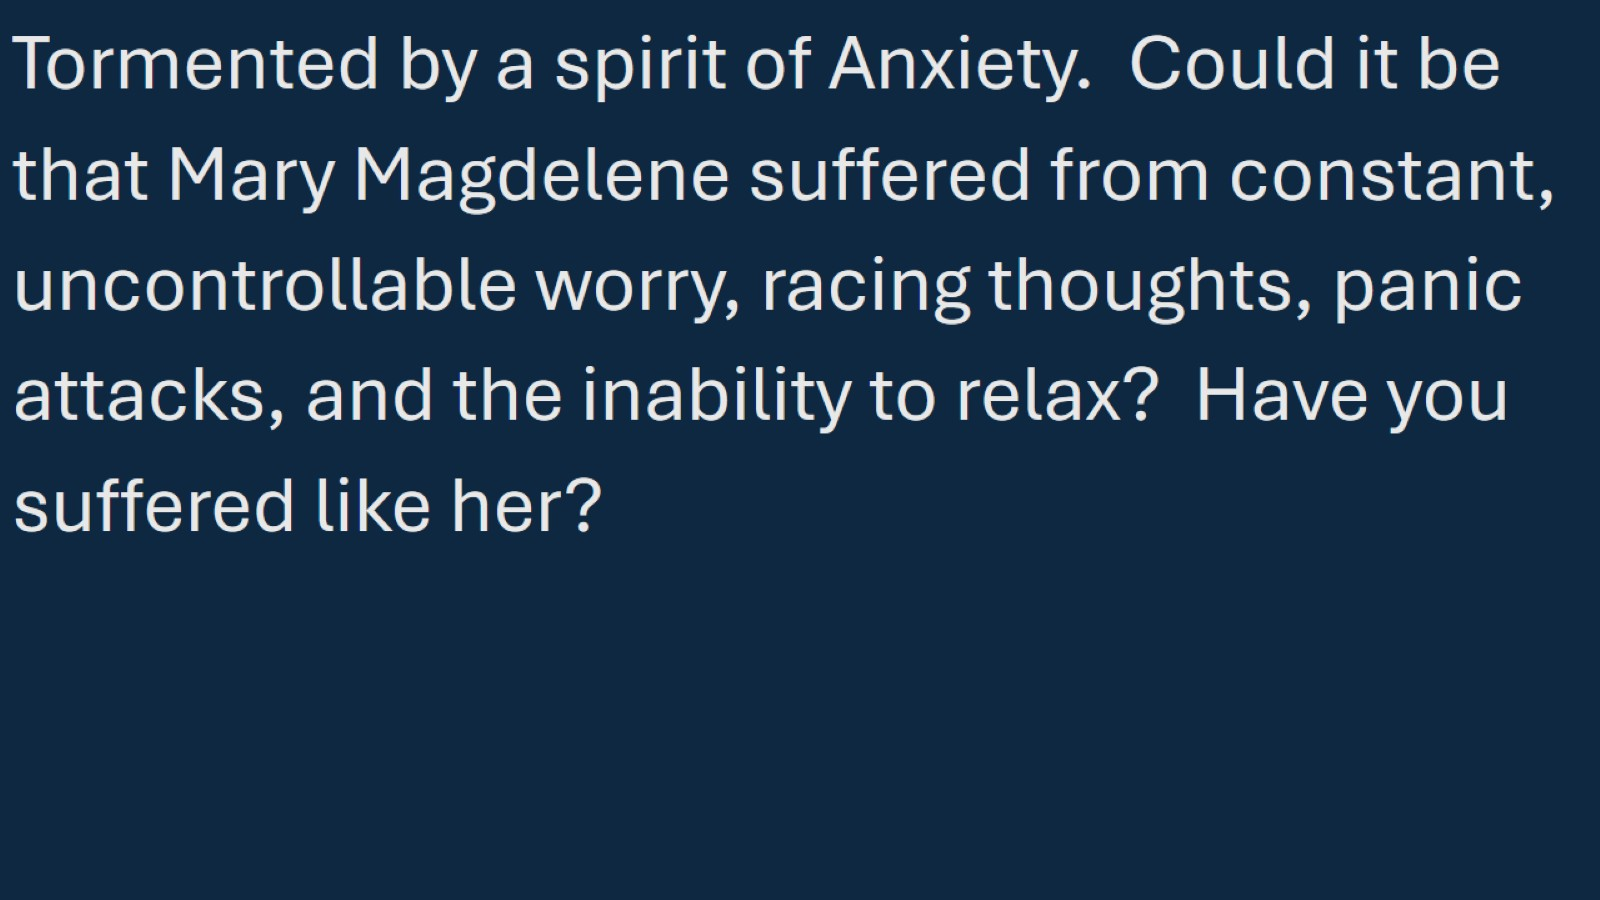 Tormented by a spirit of Anxiety.  Could it be
that Mary Magdelene suffered from constant,
uncontrollable worry, racing thoughts, panic
attacks, and the inability to relax?  Have you
suffered like her?